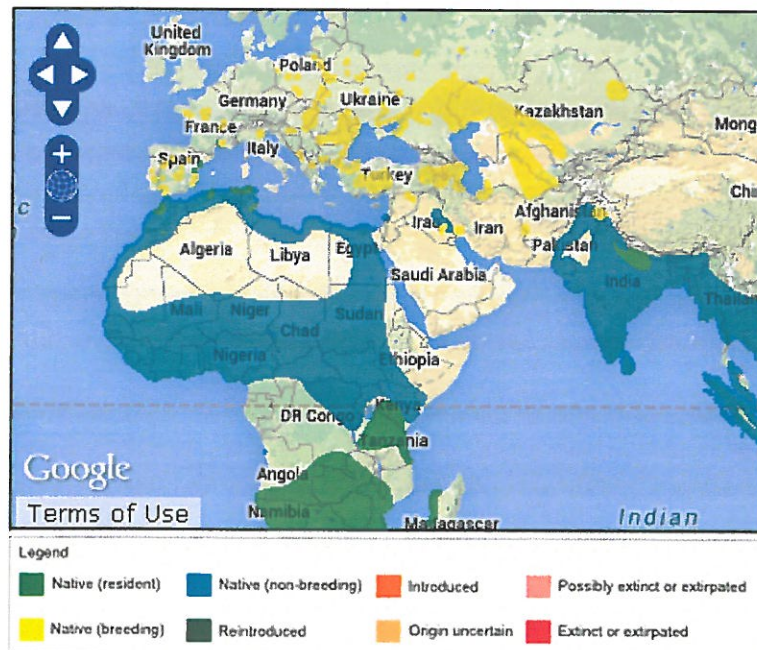 United
Kingdom
Poland
Germany
Ukraine
Kazakhstan
France
Mong
Italy
Spain
Turkey
Chi
Afghanistan
Iraq
Iran
Pakistan
Algeria
Libya
Egypt
Saudi Arabia
India
Thailan
Mali
Niger
Chad
Sudan
Nigeria
Ethiopia
Kenya
DR Congo
Tanzania
Google
Angola
Terms of Use
Namibia
Madagascar
Indian
Legend
Native (resident)
Native (non-breeding)
Introduced
Possibly extinct or extirpated
Native (breeding)
Reintroduced
Origin uncertain
Extinct or extirpated